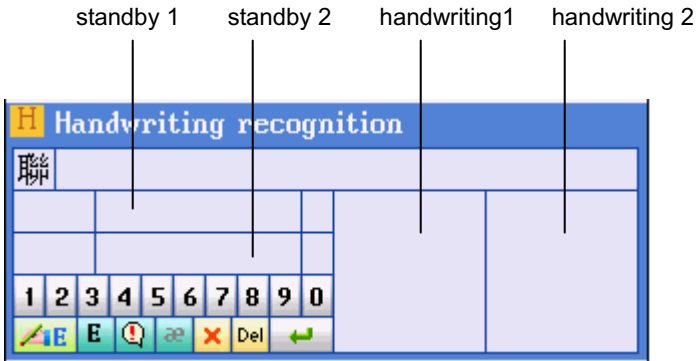 standby 1 standby 2 handwriting1 handwriting 2
H Handwriting recognition
聯
1 2 3 4 5 6 7 8 9 0
E E æ Del